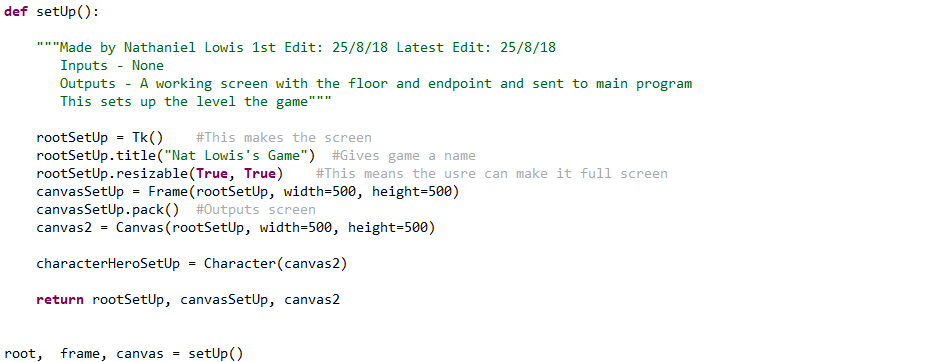 def setUp():
"""Made by Nathaniel Lowis 1st Edit: 25/8/18 Latest Edit: 25/8/18
Inputs - None
Outputs - A working screen with the floor and endpoint and sent to main program
This sets up the level the game"""
rootSetUp = Tk()    #This makes the screen
rootSetUp.title("Nat Lowis's Game")  #Gives game a name
rootSetUp.resizable(True, True)    #This means the usre can make it full screen
canvasSetUp = Frame(rootSetUp, width=500, height=500)
canvasSetUp.pack()  #Outputs screen
canvas2 = Canvas(rootSetUp, width=500, height=500)
characterHeroSetUp = Character(canvas2)
return rootSetUp, canvasSetUp, canvas2
root,  frame, canvas = setUp()